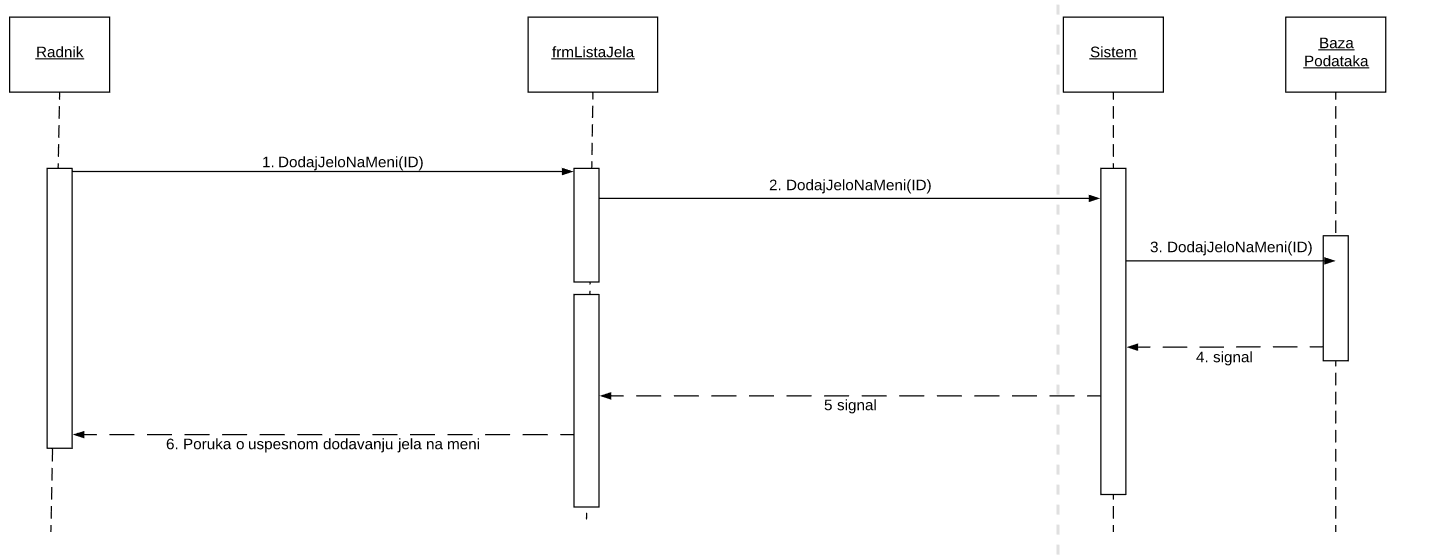 Radnik
frmListaJela
Sistem
Baza
Podataka
1. DodajJeloNaMeni(ID)
2. DodajJeloNaMeni(ID)
3. DodajJeloNaMeni(ID)
4. signal
5 signal
6. Poruka o uspesnom dodavanju jela na meni